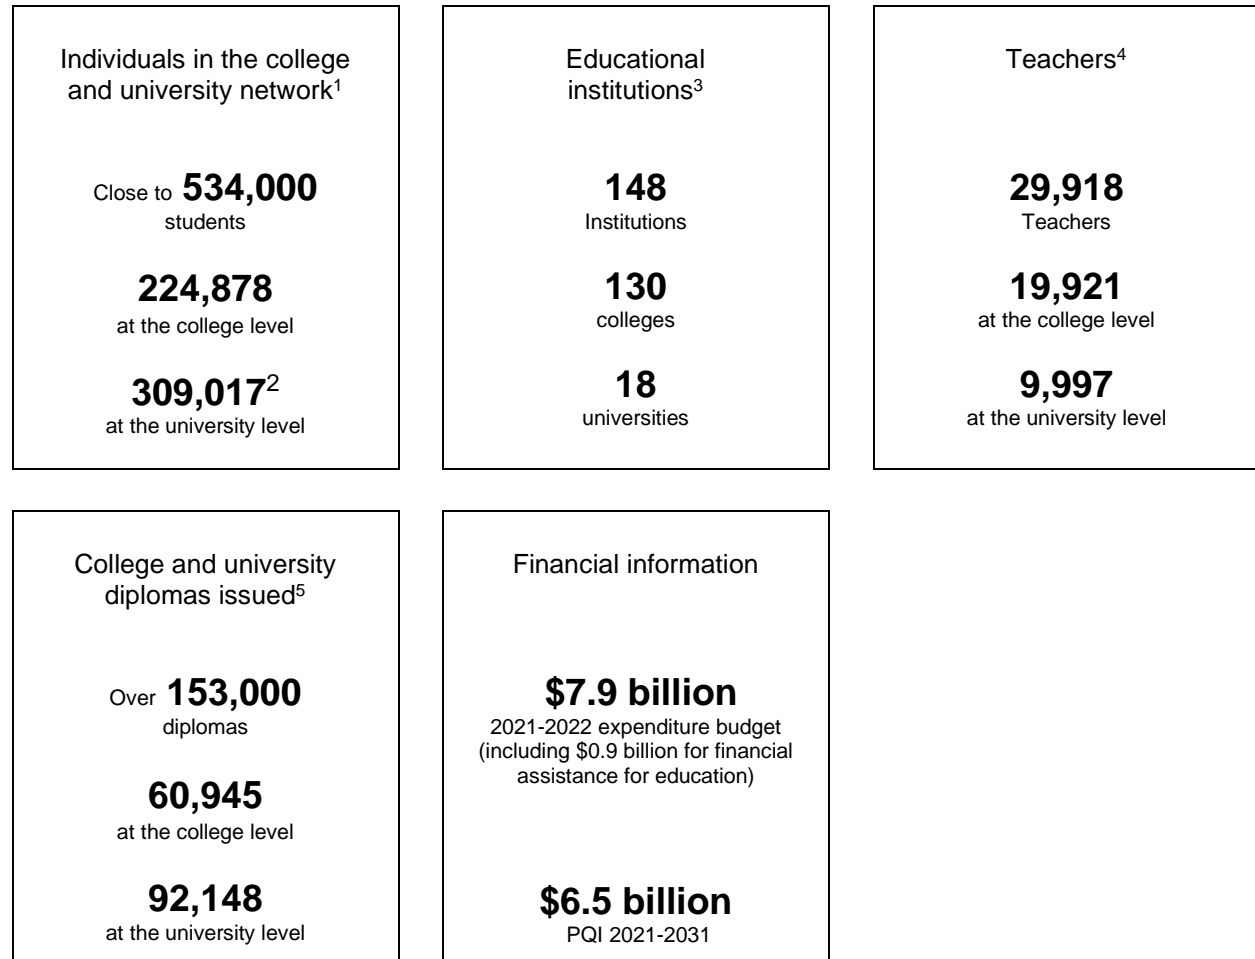 Individuals in the college
and university network1
Close to 534,000
students
224,878
at the college level
309,0172
at the university level
Educational
institutions3
148
Institutions
130
colleges
18
universities
Teachers4
29,918
Teachers
19,921
at the college level
9,997
at the university level
College and university
diplomas issued5
Over 153,000
diplomas
60,945
at the college level
92,148
at the university level
Financial information
$7.9 billion
2021-2022 expenditure budget
(including $0.9 billion for financial
assistance for education)
$6.5 billion
PQI 2021-2031